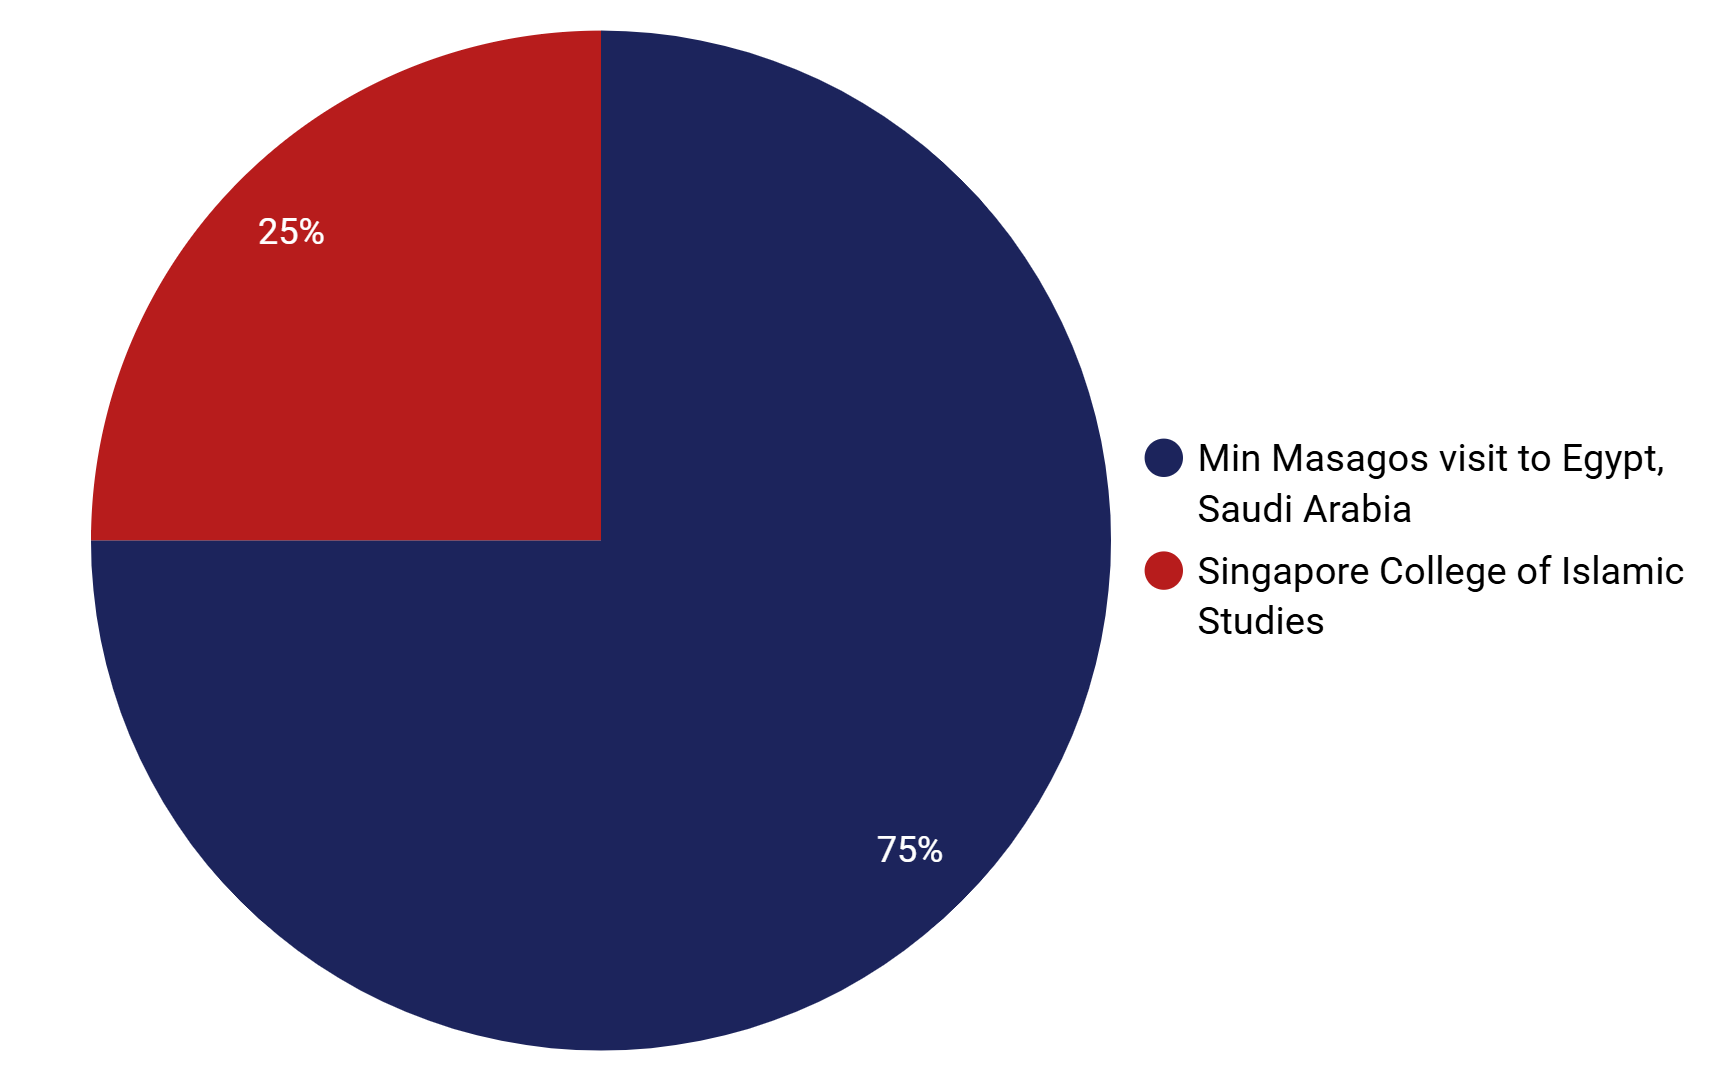 25%
Min Masagos visit to Egypt,
Saudi Arabia
Singapore College of Islamic
Studies
75%